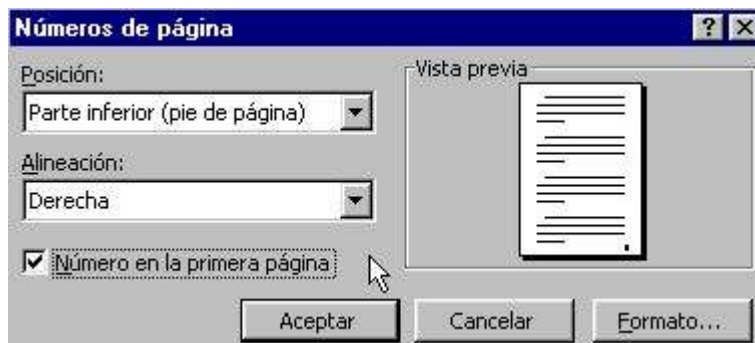 Números de página
Posición:
Parte inferior (pie de página)
Alineación:
Derecha
Número en la primera página
Vista previa
Aceptar
Cancelar
Formato...